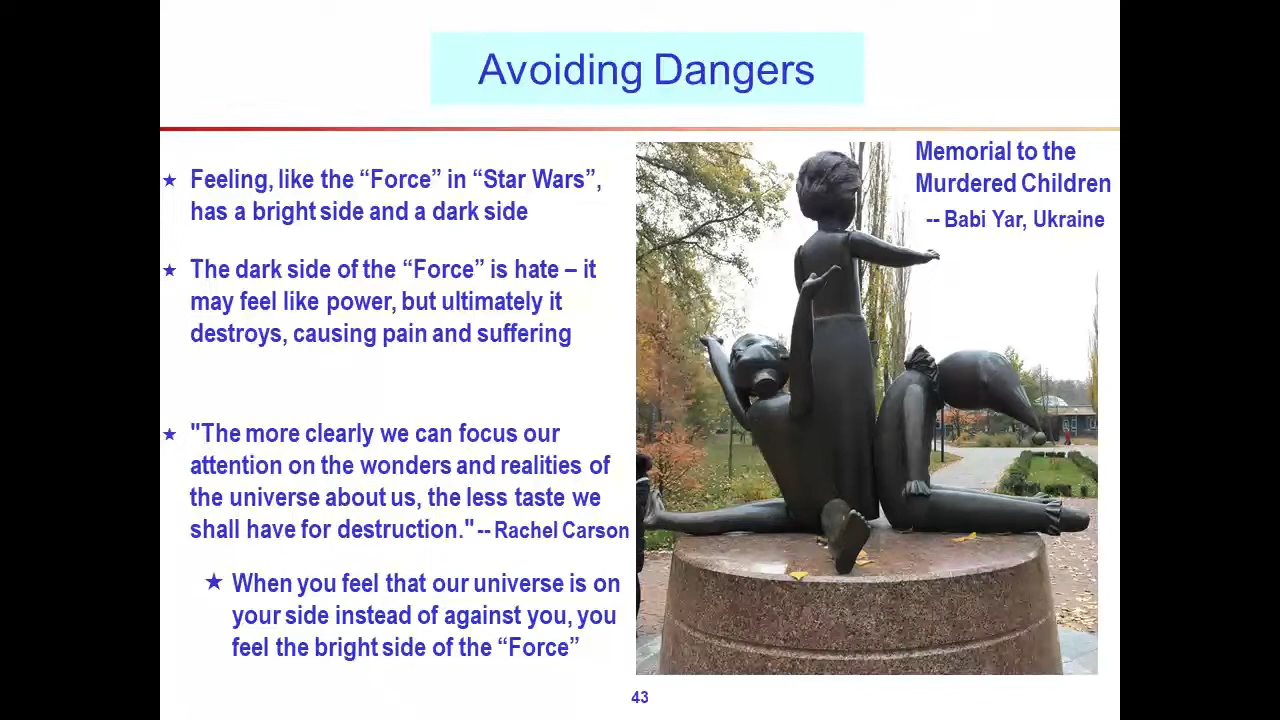 Avoiding Dangers
★ Feeling, like the “Force” in “Star Wars”,
has a bright side and a dark side
★ The dark side of the “Force” is hate – it
may feel like power, but ultimately it
destroys, causing pain and suffering
★ "The more clearly we can focus our
attention on the wonders and realities of
the universe about us, the less taste we
shall have for destruction." -- Rachel Carson
★ When you feel that our universe is on
your side instead of against you, you
feel the bright side of the “Force”
Memorial to the
Murdered Children
-- Babi Yar, Ukraine
43